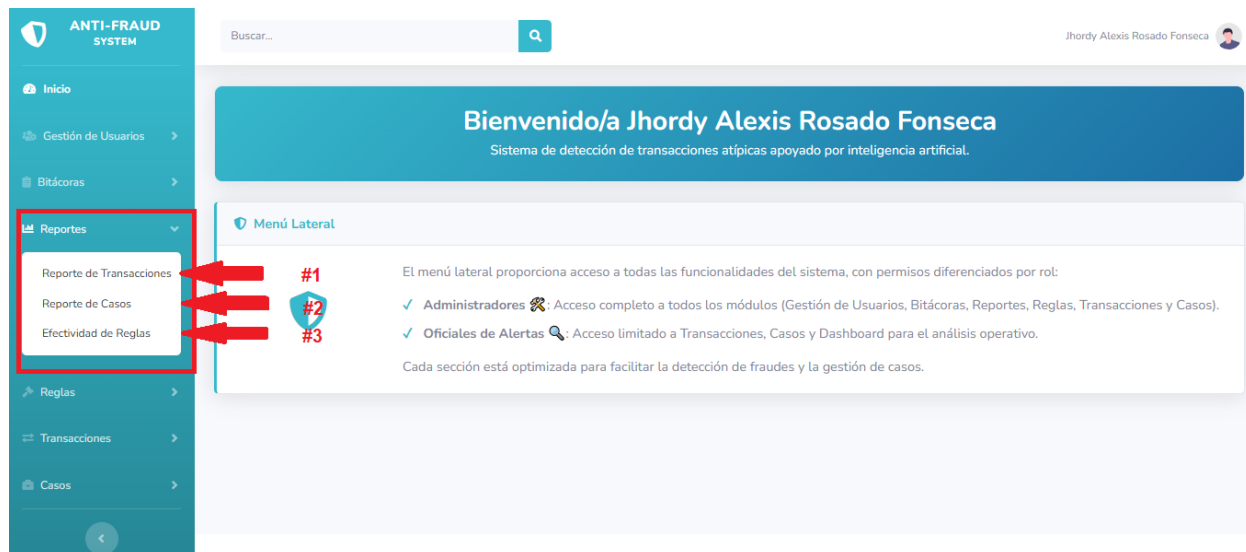 ANTI-FRAUD
SYSTEM
Buscar...
Jhordy Alexis Rosado Fonseca
Inicio
Gestión de Usuarios
Bitácoras
Reportes
Reporte de Transacciones
Reporte de Casos
Efectividad de Reglas
Reglas
Transacciones
Casos
Bienvenido/a Jhordy Alexis Rosado Fonseca
Sistema de detección de transacciones atípicas apoyado por inteligencia artificial.
Menú Lateral
#1
#2
#3
El menú lateral proporciona acceso a todas las funcionalidades del sistema, con permisos diferenciados por rol:
✓ Administradores 🛠: Acceso completo a todos los módulos (Gestión de Usuarios, Bitácoras, Reportes, Reglas, Transacciones y Casos).
✓ Oficiales de Alertas 🔍: Acceso limitado a Transacciones, Casos y Dashboard para el análisis operativo.
Cada sección está optimizada para facilitar la detección de fraudes y la gestión de casos.